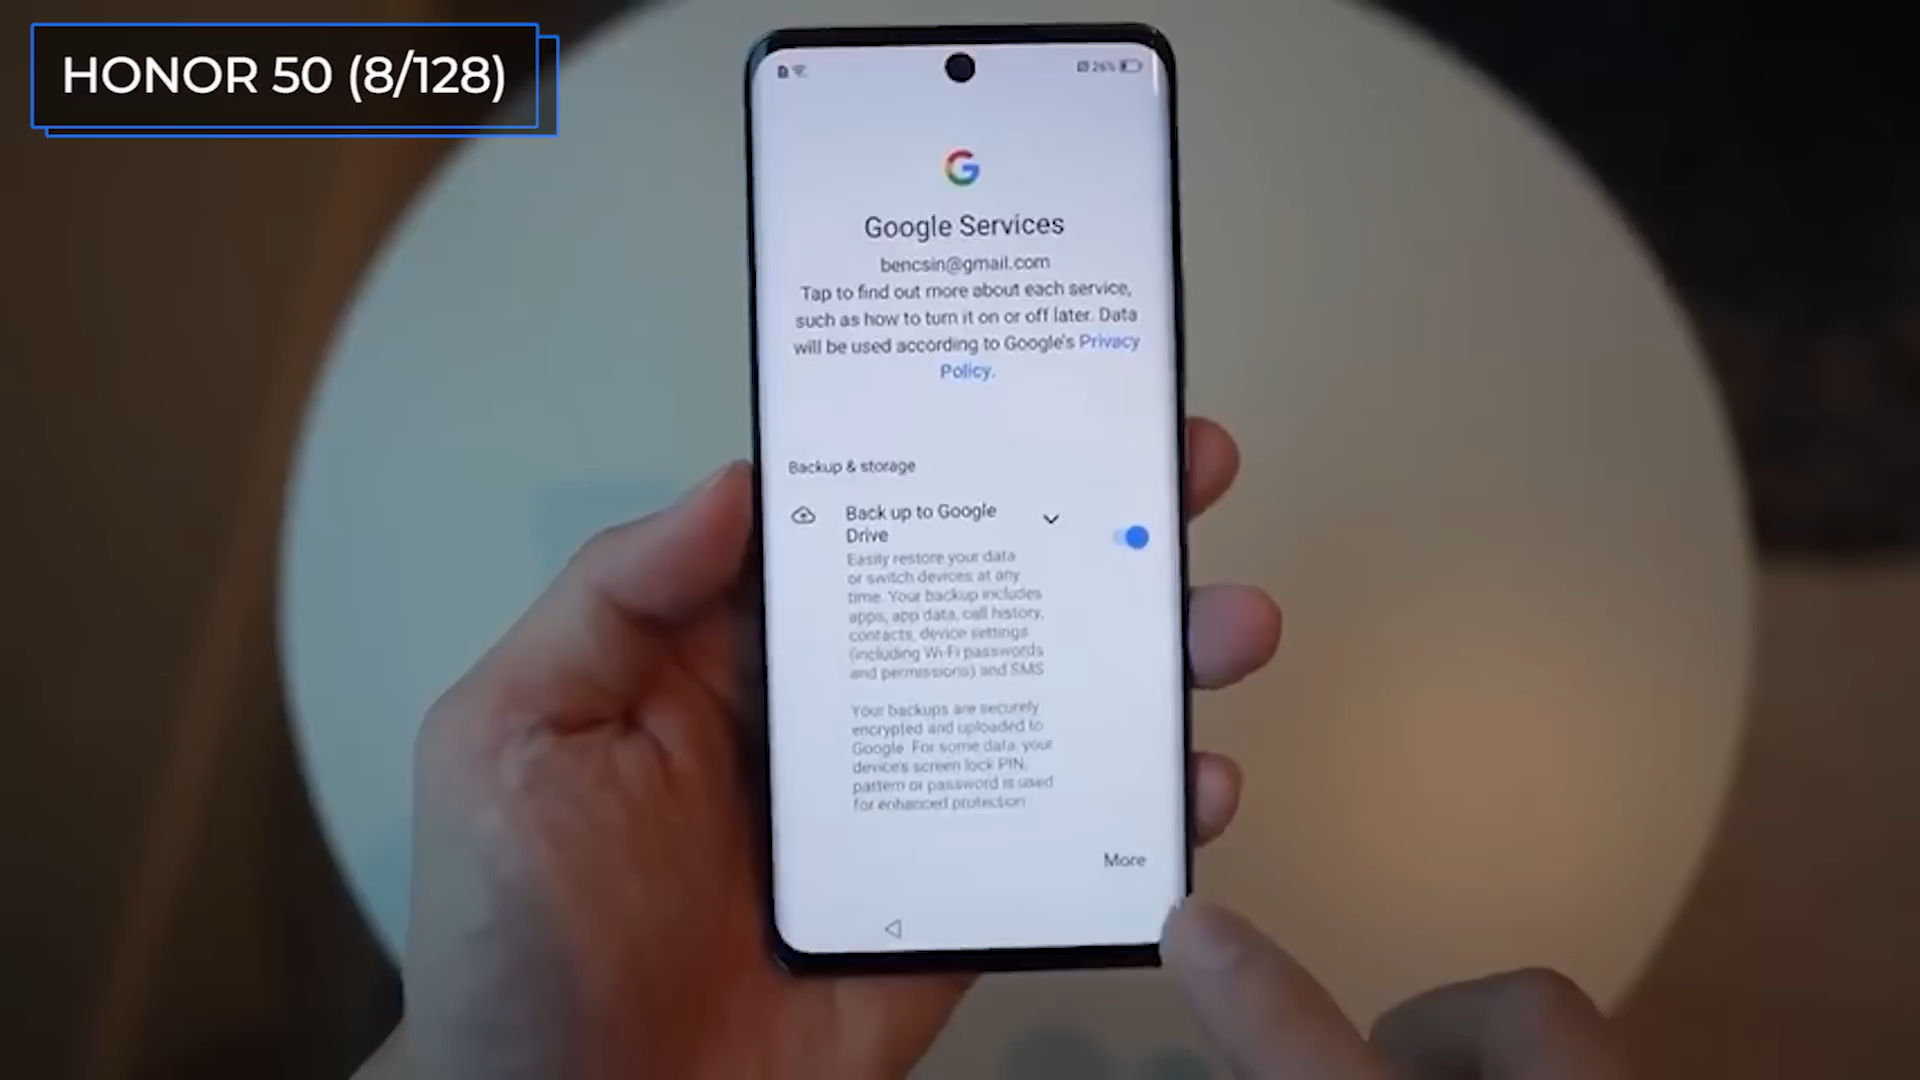 HONOR 50 (8/128)
26%
Google Services
bencsin@gmail.com
Tap to find out more about each service,
such as how to turn it on or off later. Data
will be used according to Google's Privacy
Policy.
Backup & storage
Back up to Google
Drive
Easily restore your data
or switch devices at any
time. Your backup includes
apps, app data, call history,
contacts, device settings
(including Wi-Fi passwords
and permissions) and SMS
Your backups are securely
encrypted and uploaded to
Google. For some data, your
device's screen lock PIN,
pattern or password is used
for enhanced protection
More